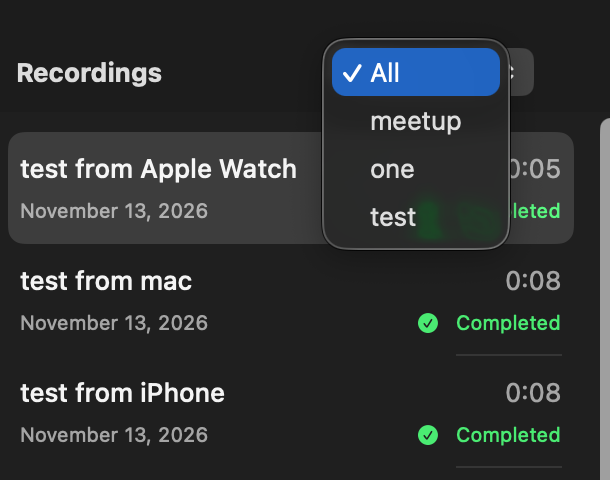 Recordings
All
meetup
one
test
test from Apple Watch
0:05
November 13, 2026
test from mac
0:08
November 13, 2026
Completed
test from iPhone
0:08
November 13, 2026
Completed